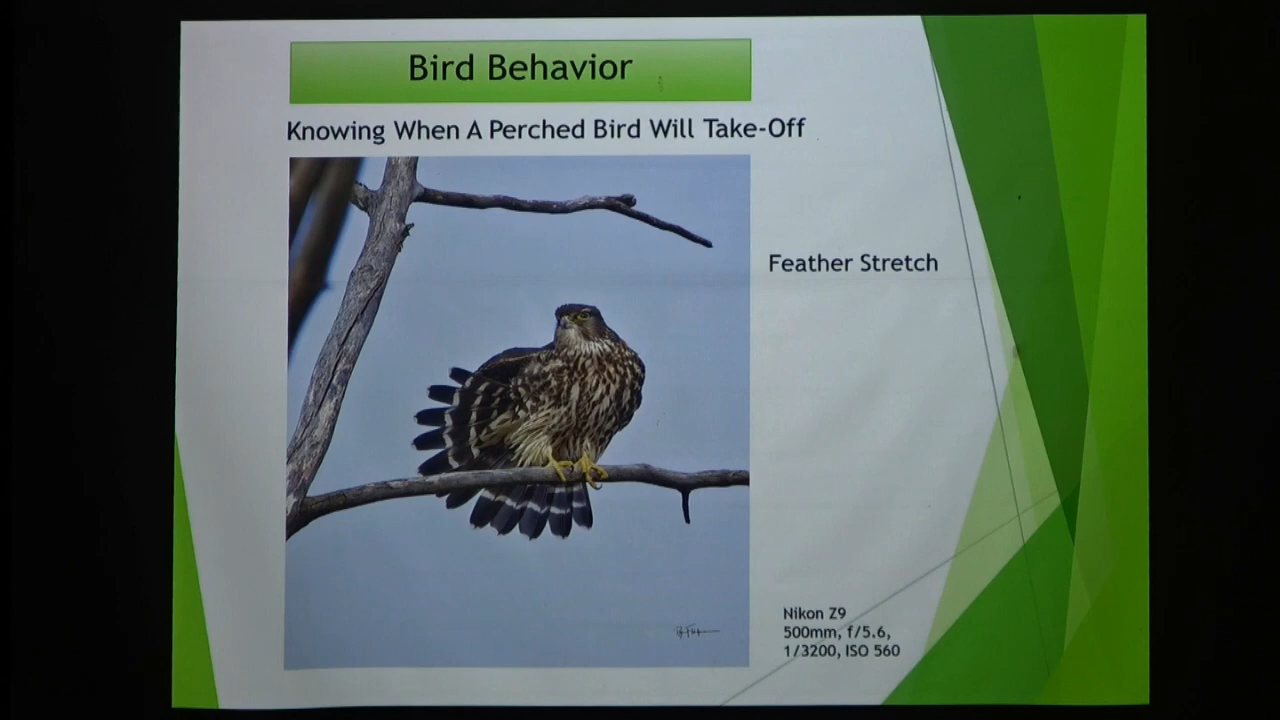 Bird Behavior
Knowing When A Perched Bird Will Take-Off
Feather Stretch
Nikon Z9
500mm, f/5.6,
1/3200, ISO 560